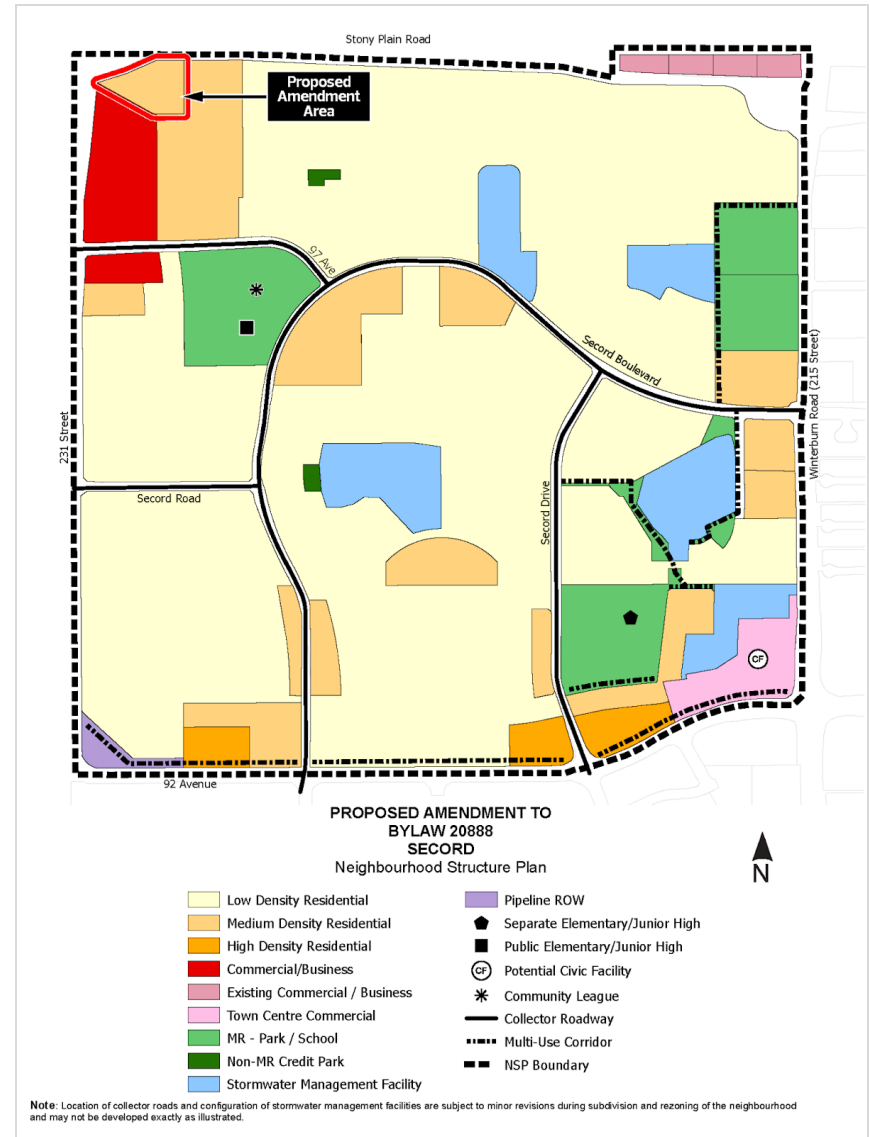 Stony Plain Road
Proposed
Amendment
Area
97 Ave
Secord Boulevard
Winterburn Road (215 Street)
231 Street
Secord Road
Secord Drive
CF
92 Avenue
PROPOSED AMENDMENT TO
BYLAW 20888
SECORD
Neighbourhood Structure Plan
N
Low Density Residential
Medium Density Residential
High Density Residential
Commercial/Business
Existing Commercial / Business
Town Centre Commercial
MR - Park / School
Non-MR Credit Park
Stormwater Management Facility
Pipeline ROW
Separate Elementary/Junior High
Public Elementary/Junior High
CF Potential Civic Facility
Community League
Collector Roadway
Multi-Use Corridor
NSP Boundary
Note: Location of collector roads and configuration of stormwater management facilities are subject to minor revisions during subdivision and rezoning of the neighbourhood
and may not be developed exactly as illustrated.